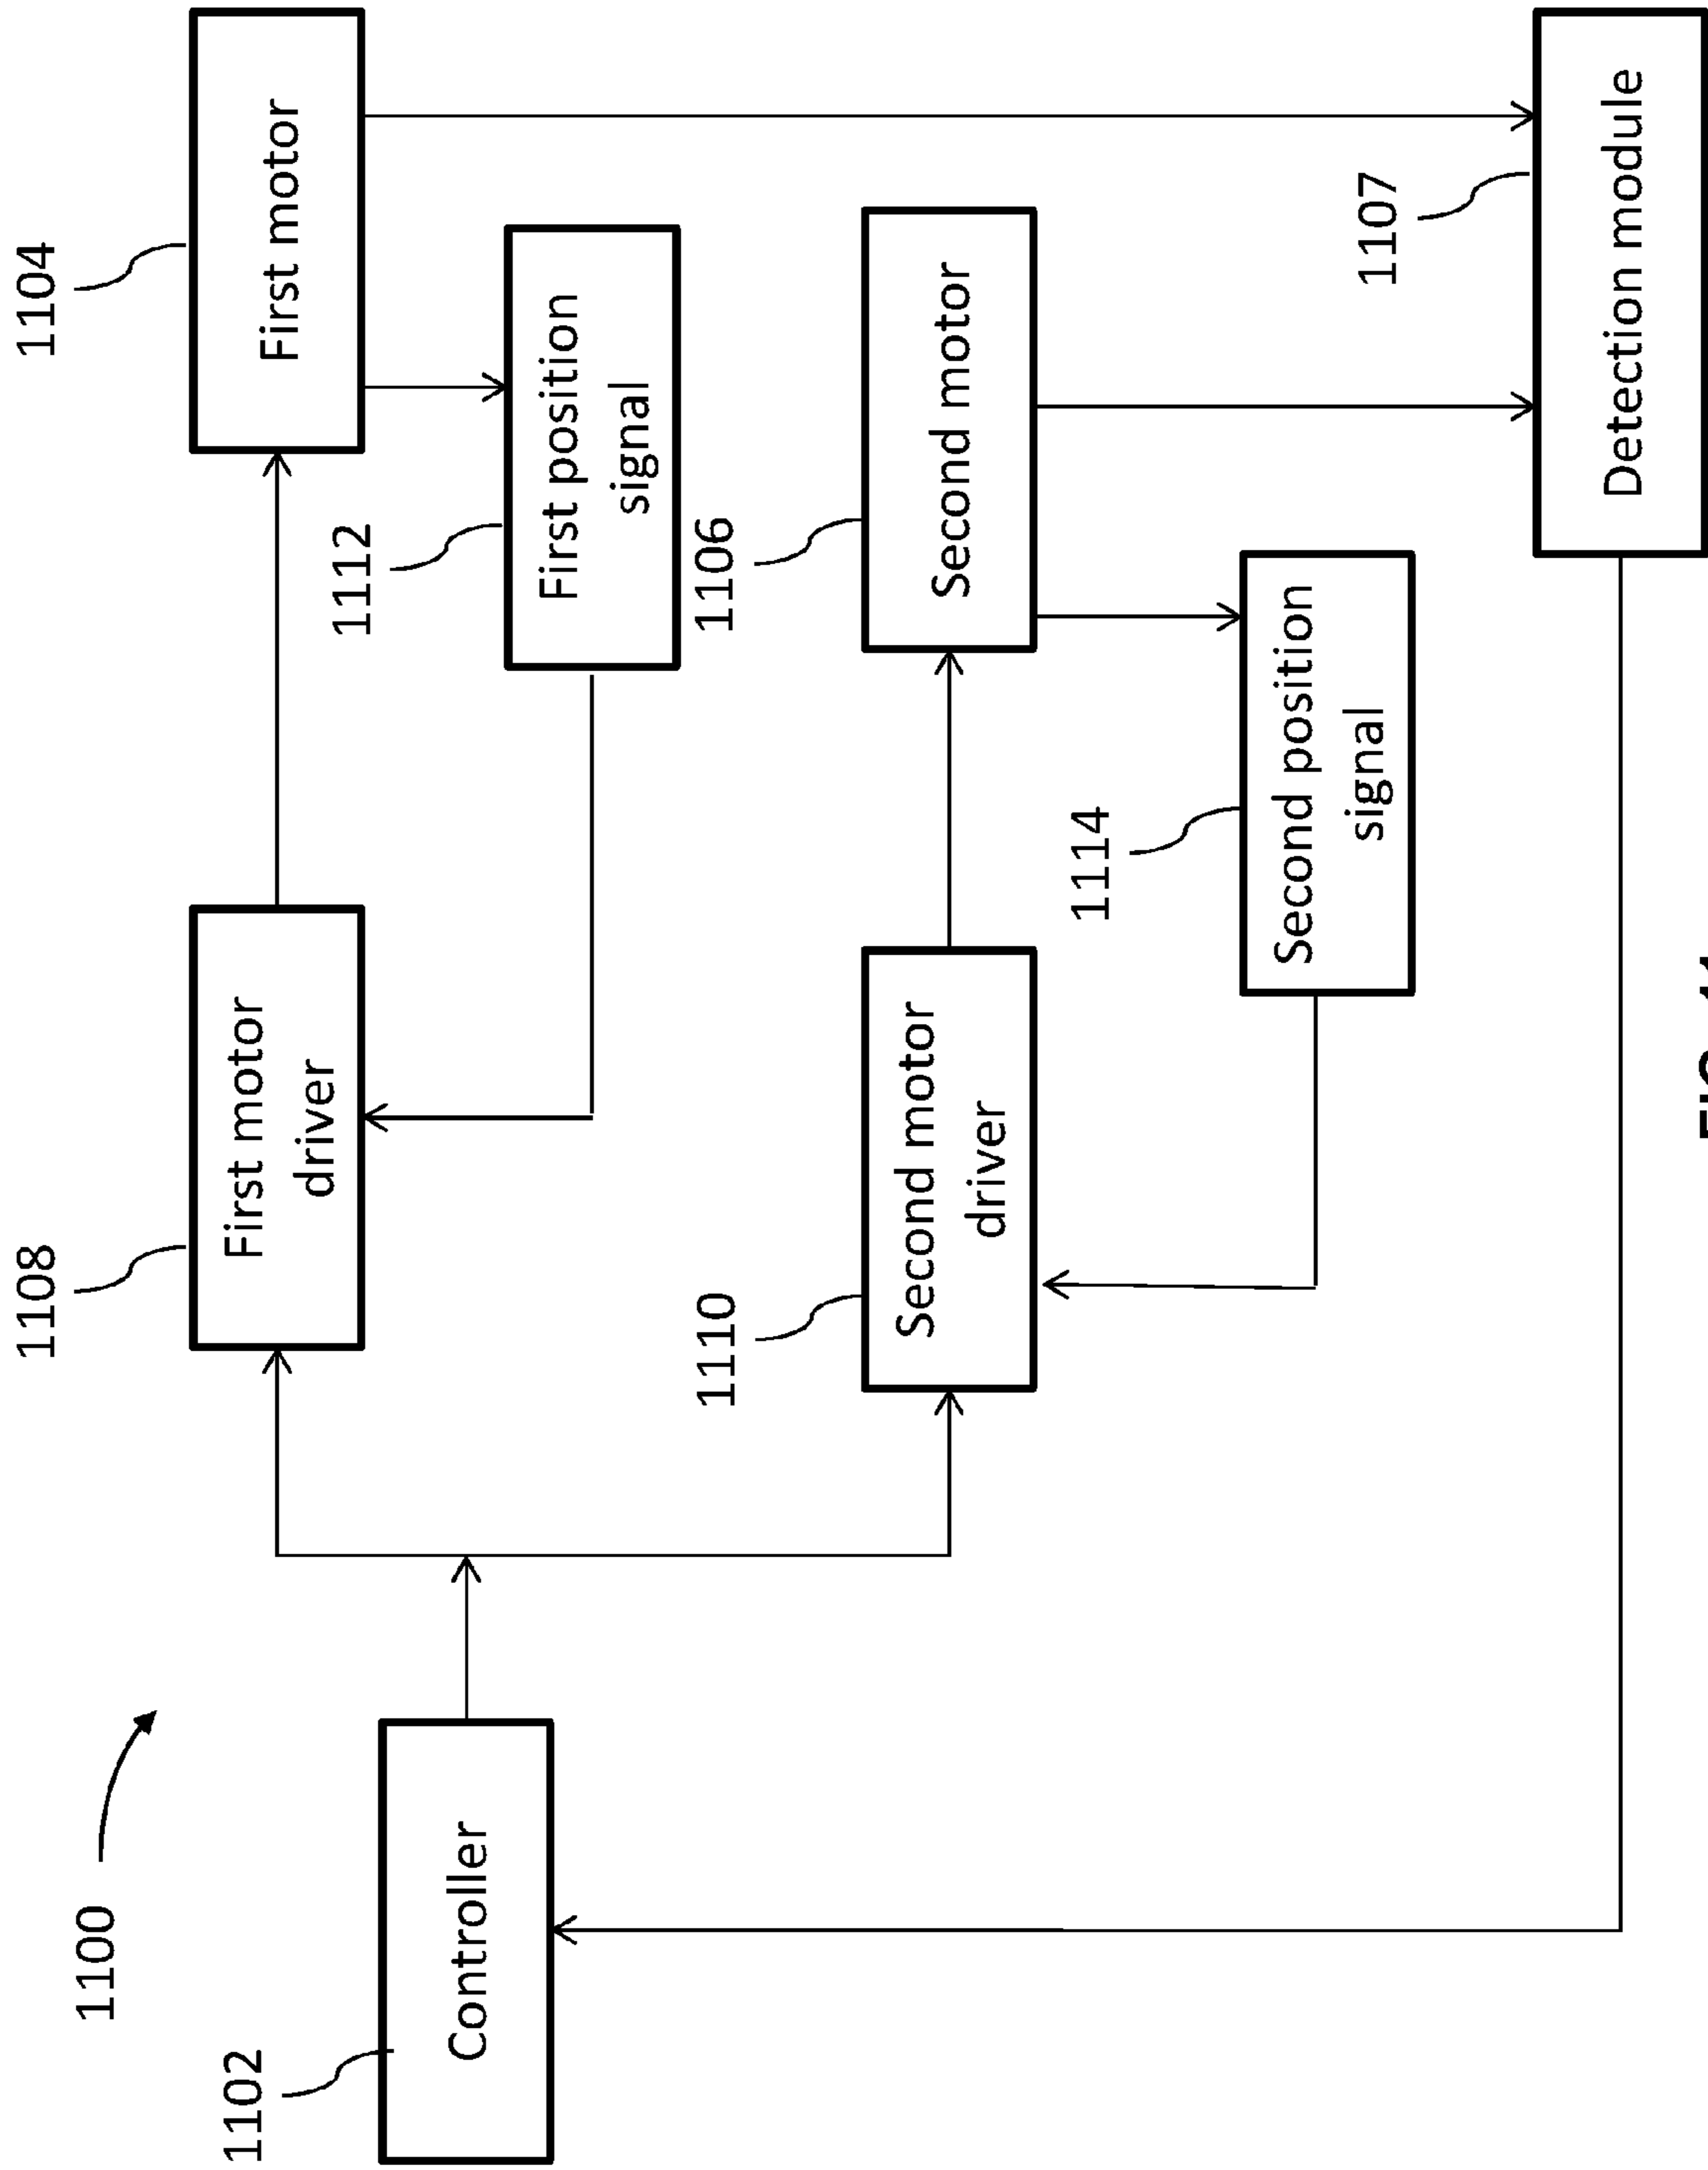 1100
1102
Controller
1108
First motor
driver
1104
First motor
1112
First position
signal
1110
Second motor
driver
1106
Second motor
1114
Second position
signal
1107
Detection module